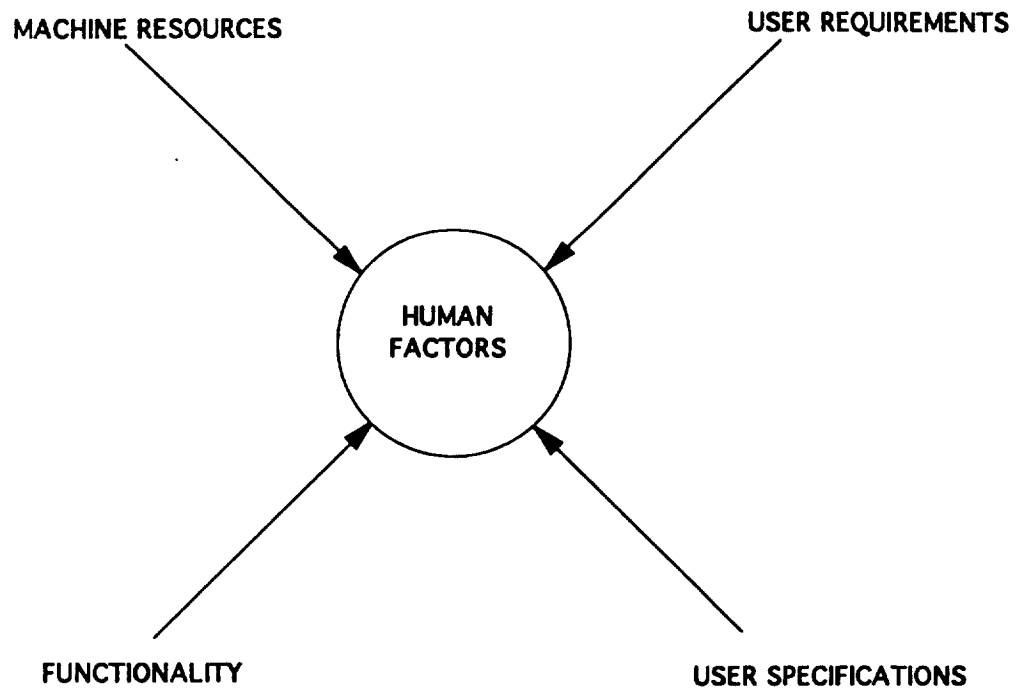 MACHINE RESOURCES
USER REQUIREMENTS
HUMAN
FACTORS
FUNCTIONALITY
USER SPECIFICATIONS